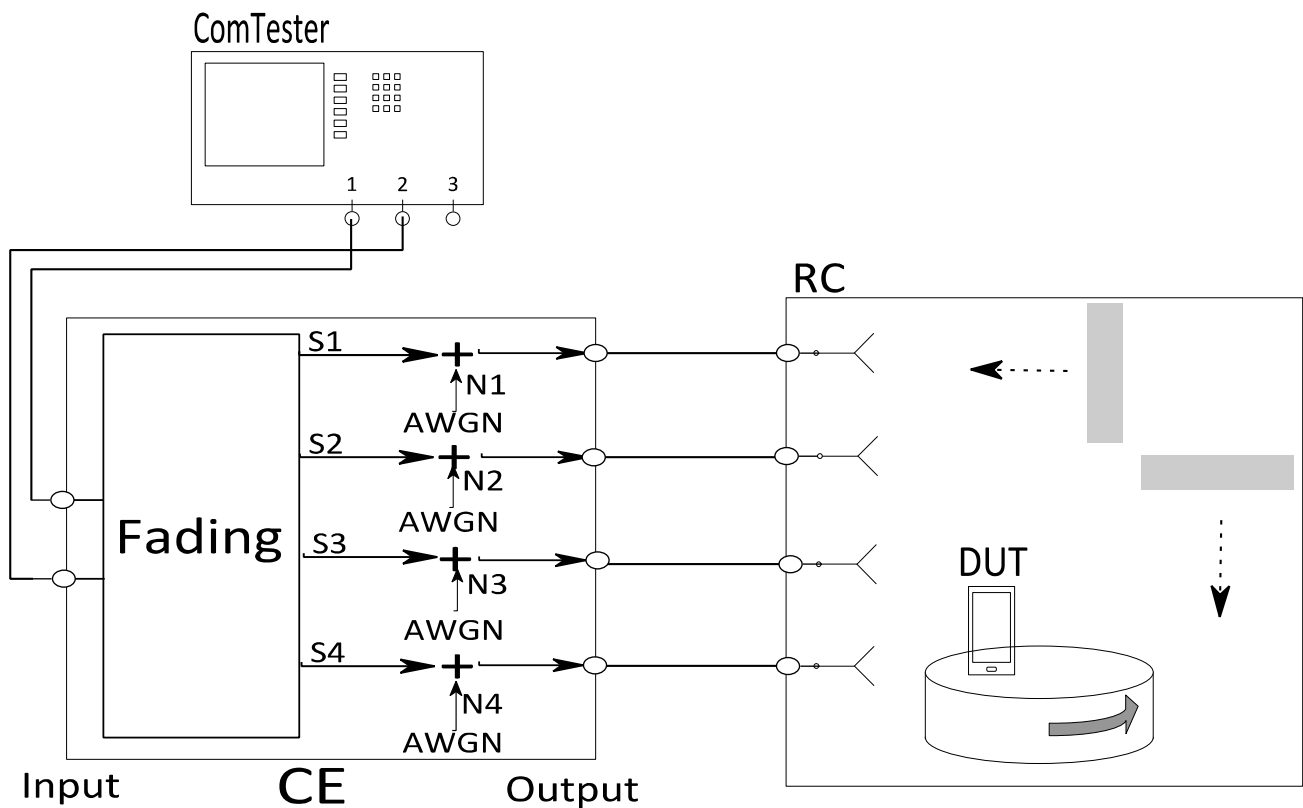 ComTester
1 2 3
RC
S1
N1
AWGN
S2
N2
AWGN
Fading
S3
N3
AWGN
DUT
S4
N4
AWGN
Input
CE
Output